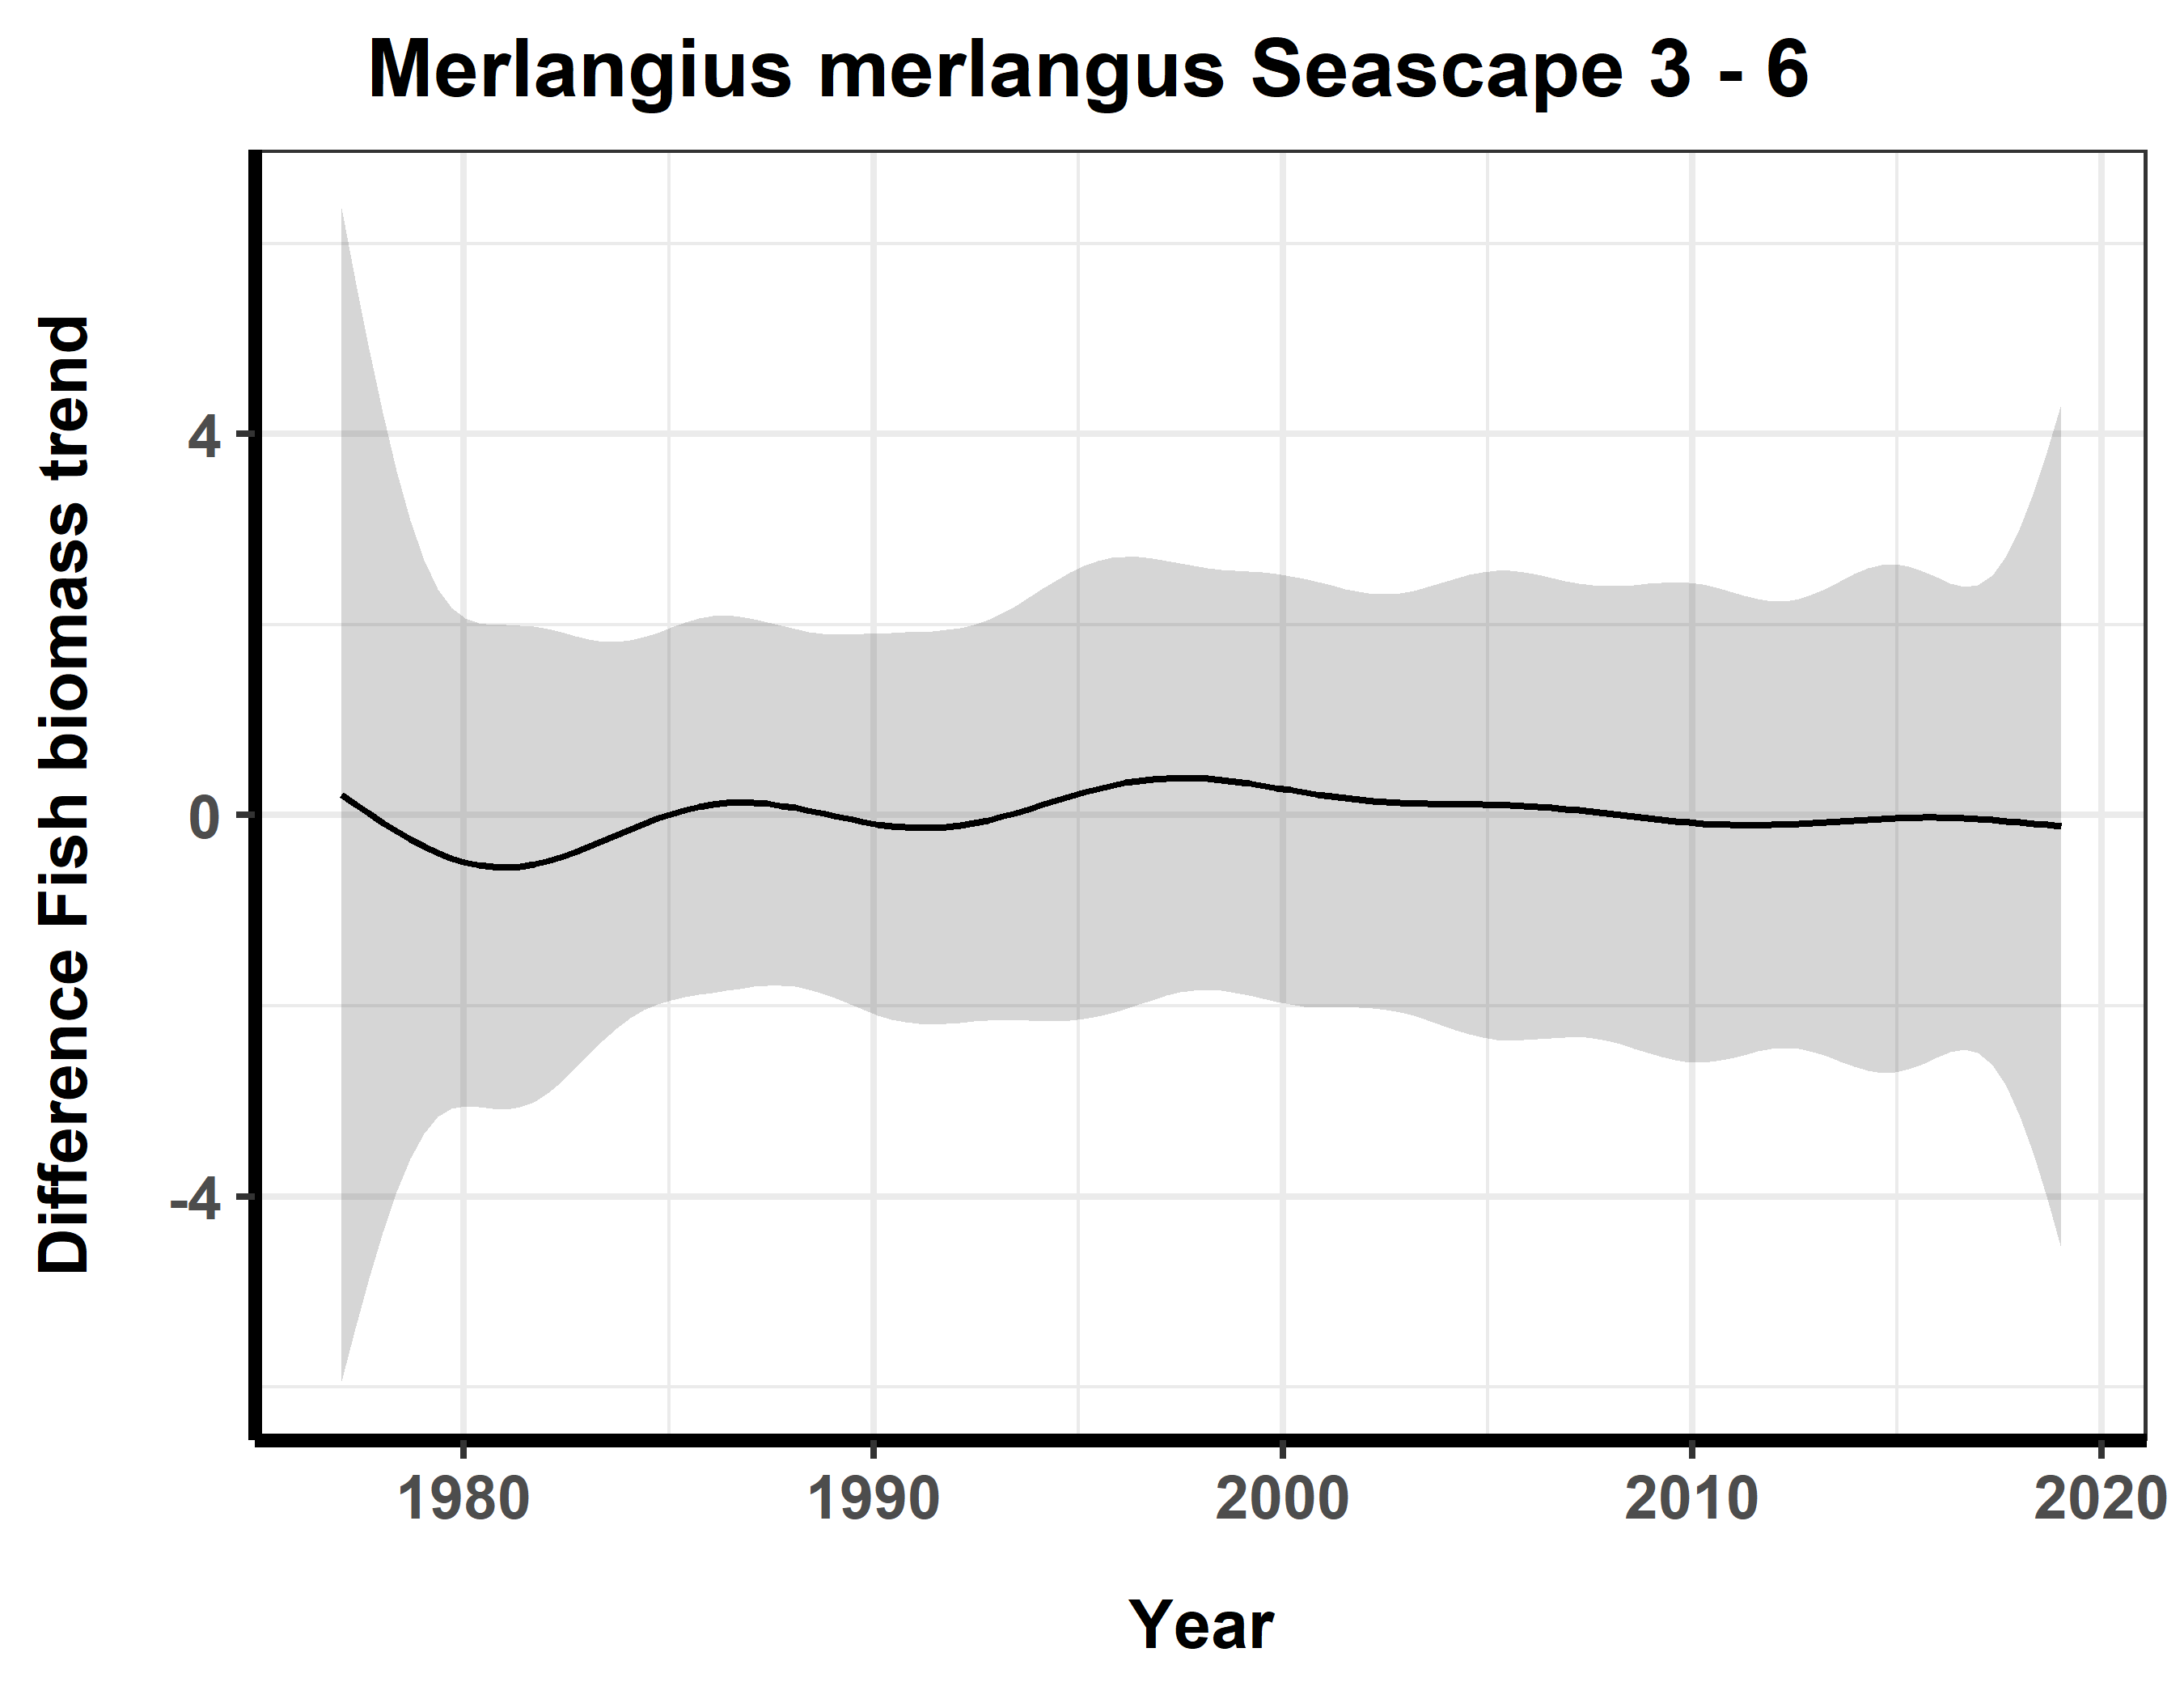 Merlangius merlangus Seascape 3 - 6
Difference Fish biomass trend
4
0
-4
1980 1990 2000 2010 2020
Year